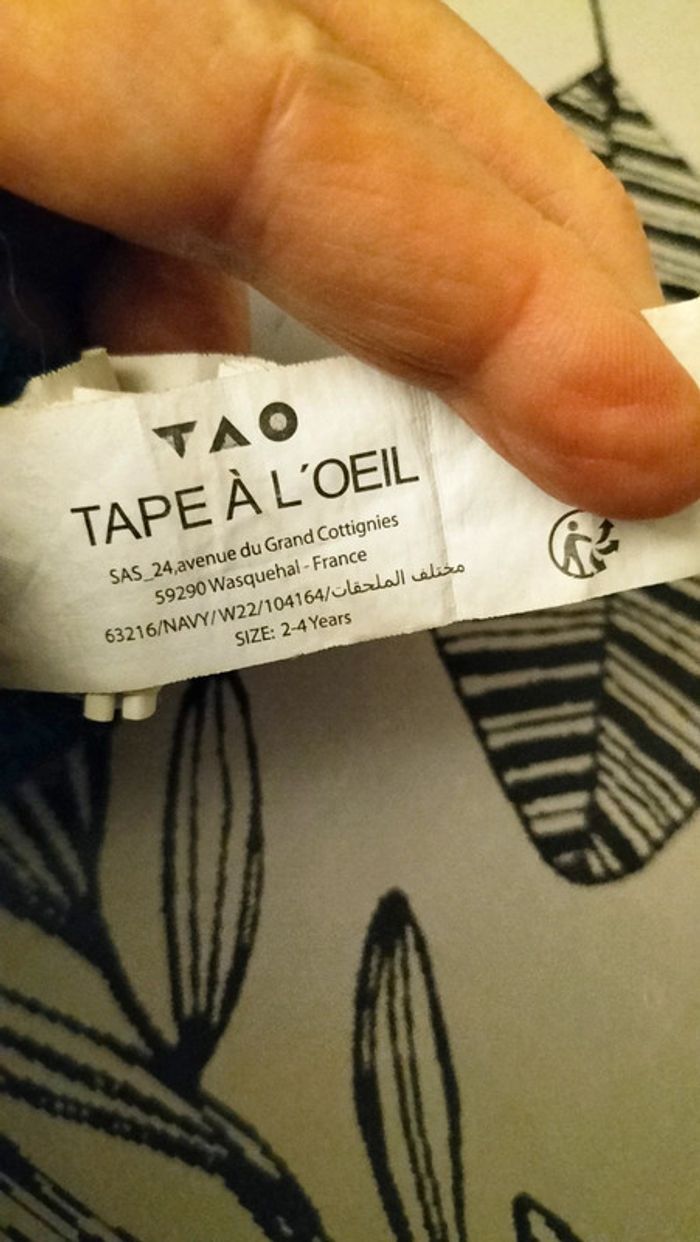 TAO
TAPE À L´OEIL
SAS_24,avenue du Grand Cottignies
59290 Wasquehal - France
63216/NAVY/W22/104164/مختلف الملحقات
SIZE: 2-4 Years